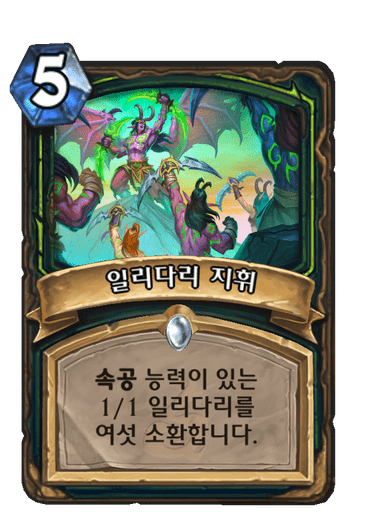 5
일리다리 지휘
속공 능력이 있는
1/1 일리다리를
여섯 소환합니다.